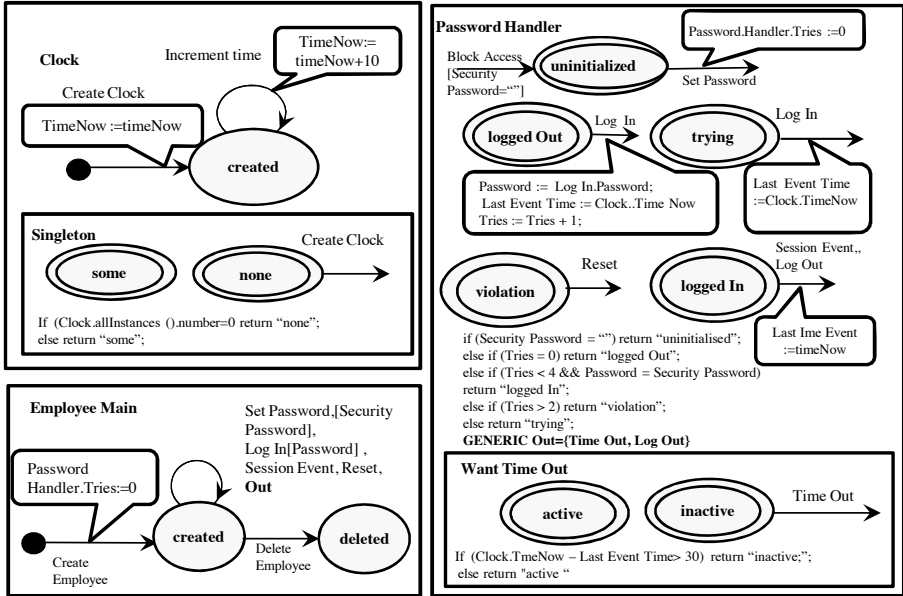 Clock
Increment time
TimeNow:=
timeNow+10
Create Clock
TimeNow :=timeNow
created
Singleton
Create Clock
some
none
If (Clock.allInstances ().number=0 return “none”;
else return “some”;
Employee Main
Set Password,[Security
Password],
Log In[Password] ,
Session Event, Reset,
Out
Password
Handler.Tries:=0
created
deleted
Create
Employee
Delete
Employee
Password Handler
Password.Handler.Tries :=0
Block Access
[Security
Password=“”]
uninitialized
Set Password
logged Out
Log In
trying
Log In
Password := Log In.Password;
Last Event Time := Clock..Time Now
Tries := Tries + 1;
Last Event Time
:=Clock.TimeNow
violation
Reset
logged In
Session Event,,
Log Out
Last Ime Event
:=timeNow
if (Security Password = “”) return “uninitialised”;
else if (Tries = 0) return “logged Out”;
else if (Tries < 4 && Password = Security Password)
return “logged In”;
else if (Tries > 2) return “violation”;
else return “trying”;
GENERIC Out={Time Out, Log Out}
Want Time Out
active
inactive
Time Out
If (Clock.TmeNow – Last Event Time> 30) return “inactive;”;
else return "active “